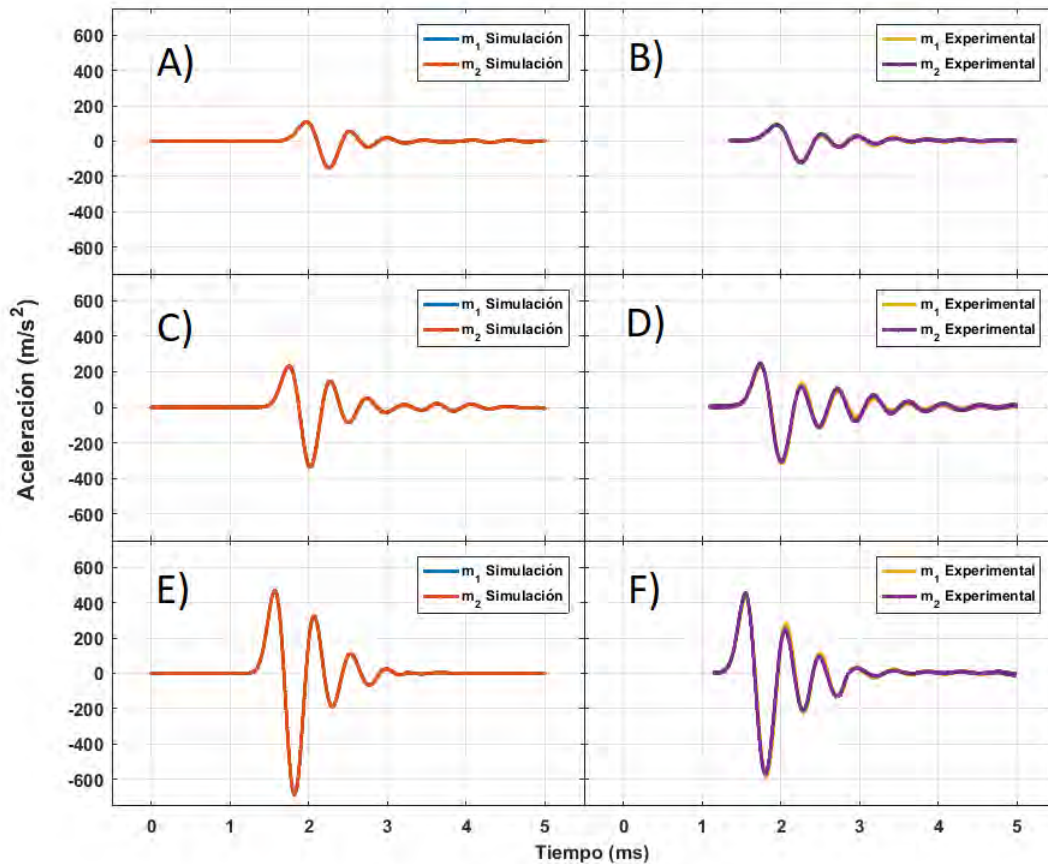 Aceleración (m/s²)
A)
m₁ Simulación
m₂ Simulación
600
400
200
0
-200
-400
-600
B)
m₁ Experimental
m₂ Experimental
C)
m₁ Simulación
m₂ Simulación
600
400
200
0
-200
-400
-600
D)
m₁ Experimental
m₂ Experimental
E)
m₁ Simulación
m₂ Simulación
600
400
200
0
-200
-400
-600
F)
m₁ Experimental
m₂ Experimental
0 1 2 3 4 5
0 1 2 3 4 5
Tiempo (ms)